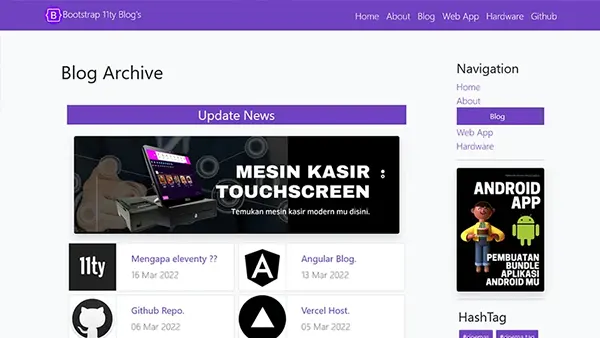 Bootstrap 11ty Blog's
Home About Blog Web App Hardware Github
Blog Archive
Update News
MESIN KASIR
TOUCHSCREEN
Temukan mesin kasir modern mu disini.
11ty
Mengapa eleventy ??
16 Mar 2022
Angular Blog.
13 Mar 2022
Github Repo.
06 Mar 2022
Vercel Host.
05 Mar 2022
Navigation
Home
About
Blog
Web App
Hardware
ANDROID
APP
PEMBUATAN
BUNDLE
APLIKASI
ANDROID MU
HashTag